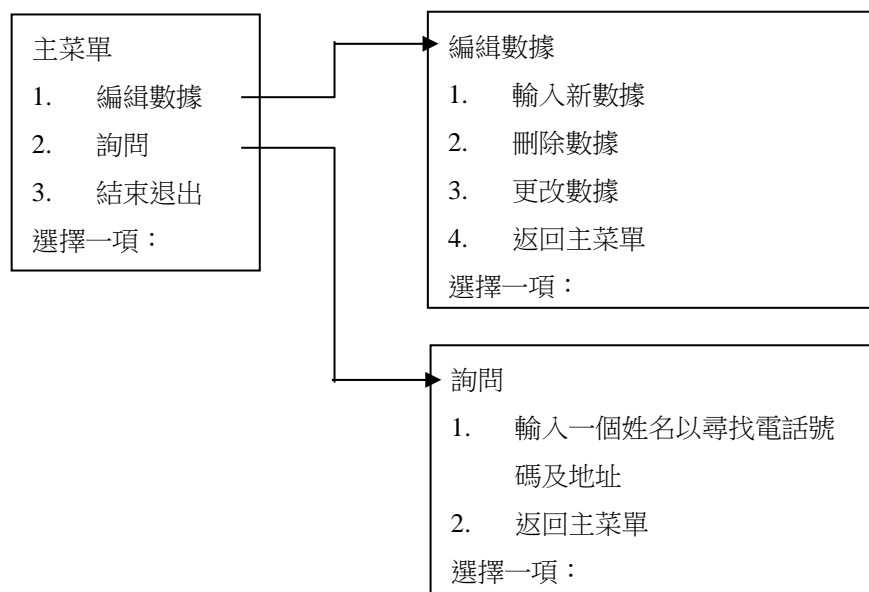 主菜單
1. 編緝數據
2. 詢問
3. 結束退出
選擇一項：
編緝數據
1. 輸入新數據
2. 刪除數據
3. 更改數據
4. 返回主菜單
選擇一項：
詢問
1. 輸入一個姓名以尋找電話號
碼及地址
2. 返回主菜單
選擇一項：